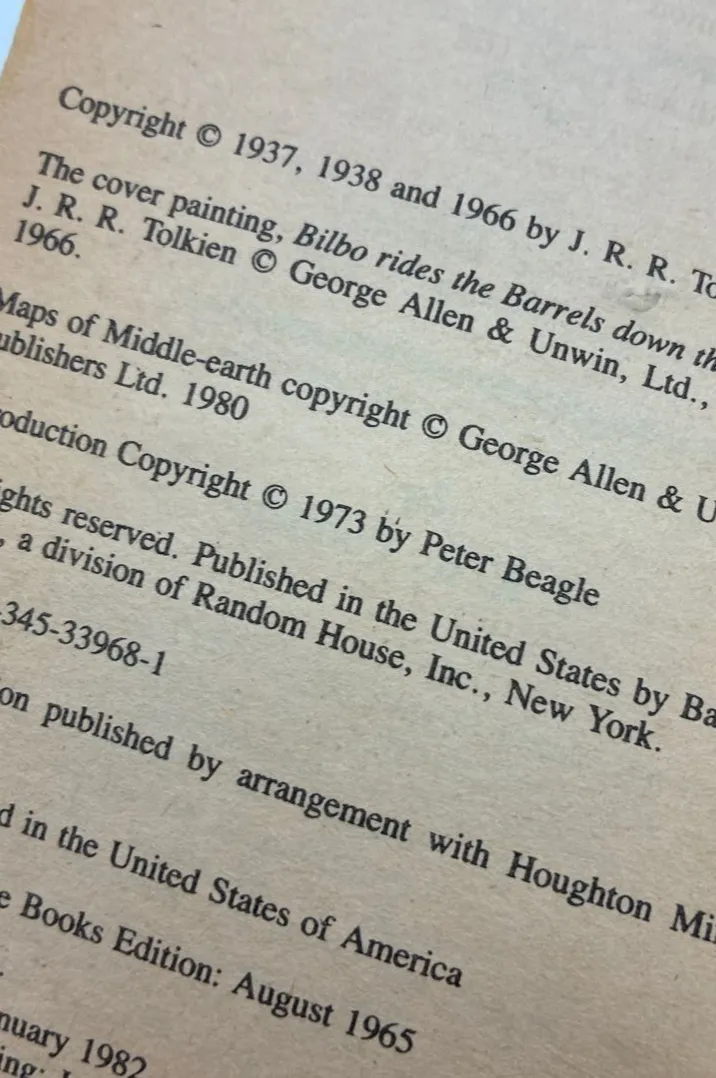 Copyright © 1937, 1938 and 1966 by J. R. R. To
The cover painting, Bilbo rides the Barrels down th
J. R. R. Tolkien © George Allen & Unwin, Ltd.,
1966.
Maps of Middle-earth copyright © George Allen & U
ublishers Ltd. 1980
oduction Copyright © 1973 by Peter Beagle
ghts reserved. Published in the United States by Ba
, a division of Random House, Inc., New York.
-345-33968-1
on published by arrangement with Houghton Mi
d in the United States of America
e Books Edition: August 1965
nuary 1982
ing: